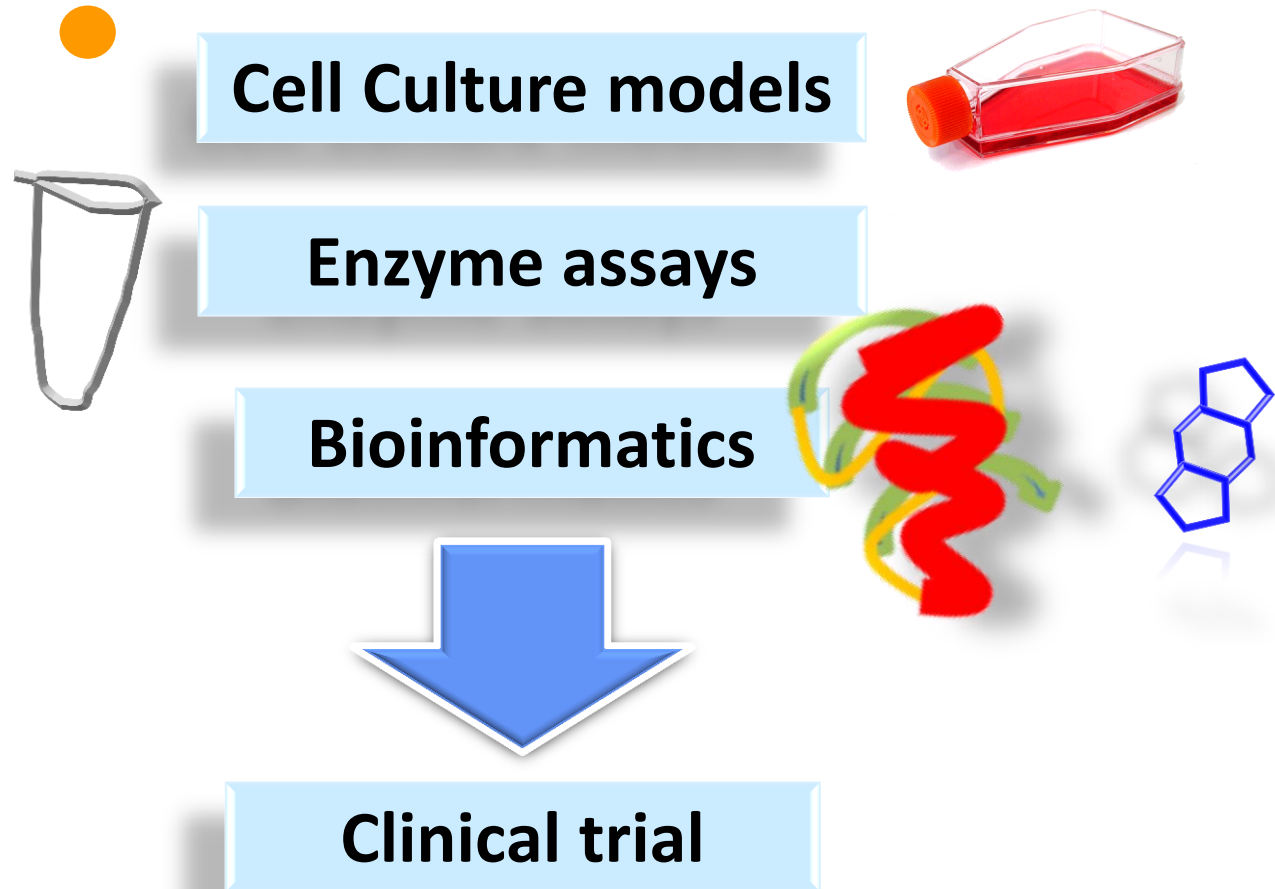 Cell Culture models
Enzyme assays
Bioinformatics
Clinical trial